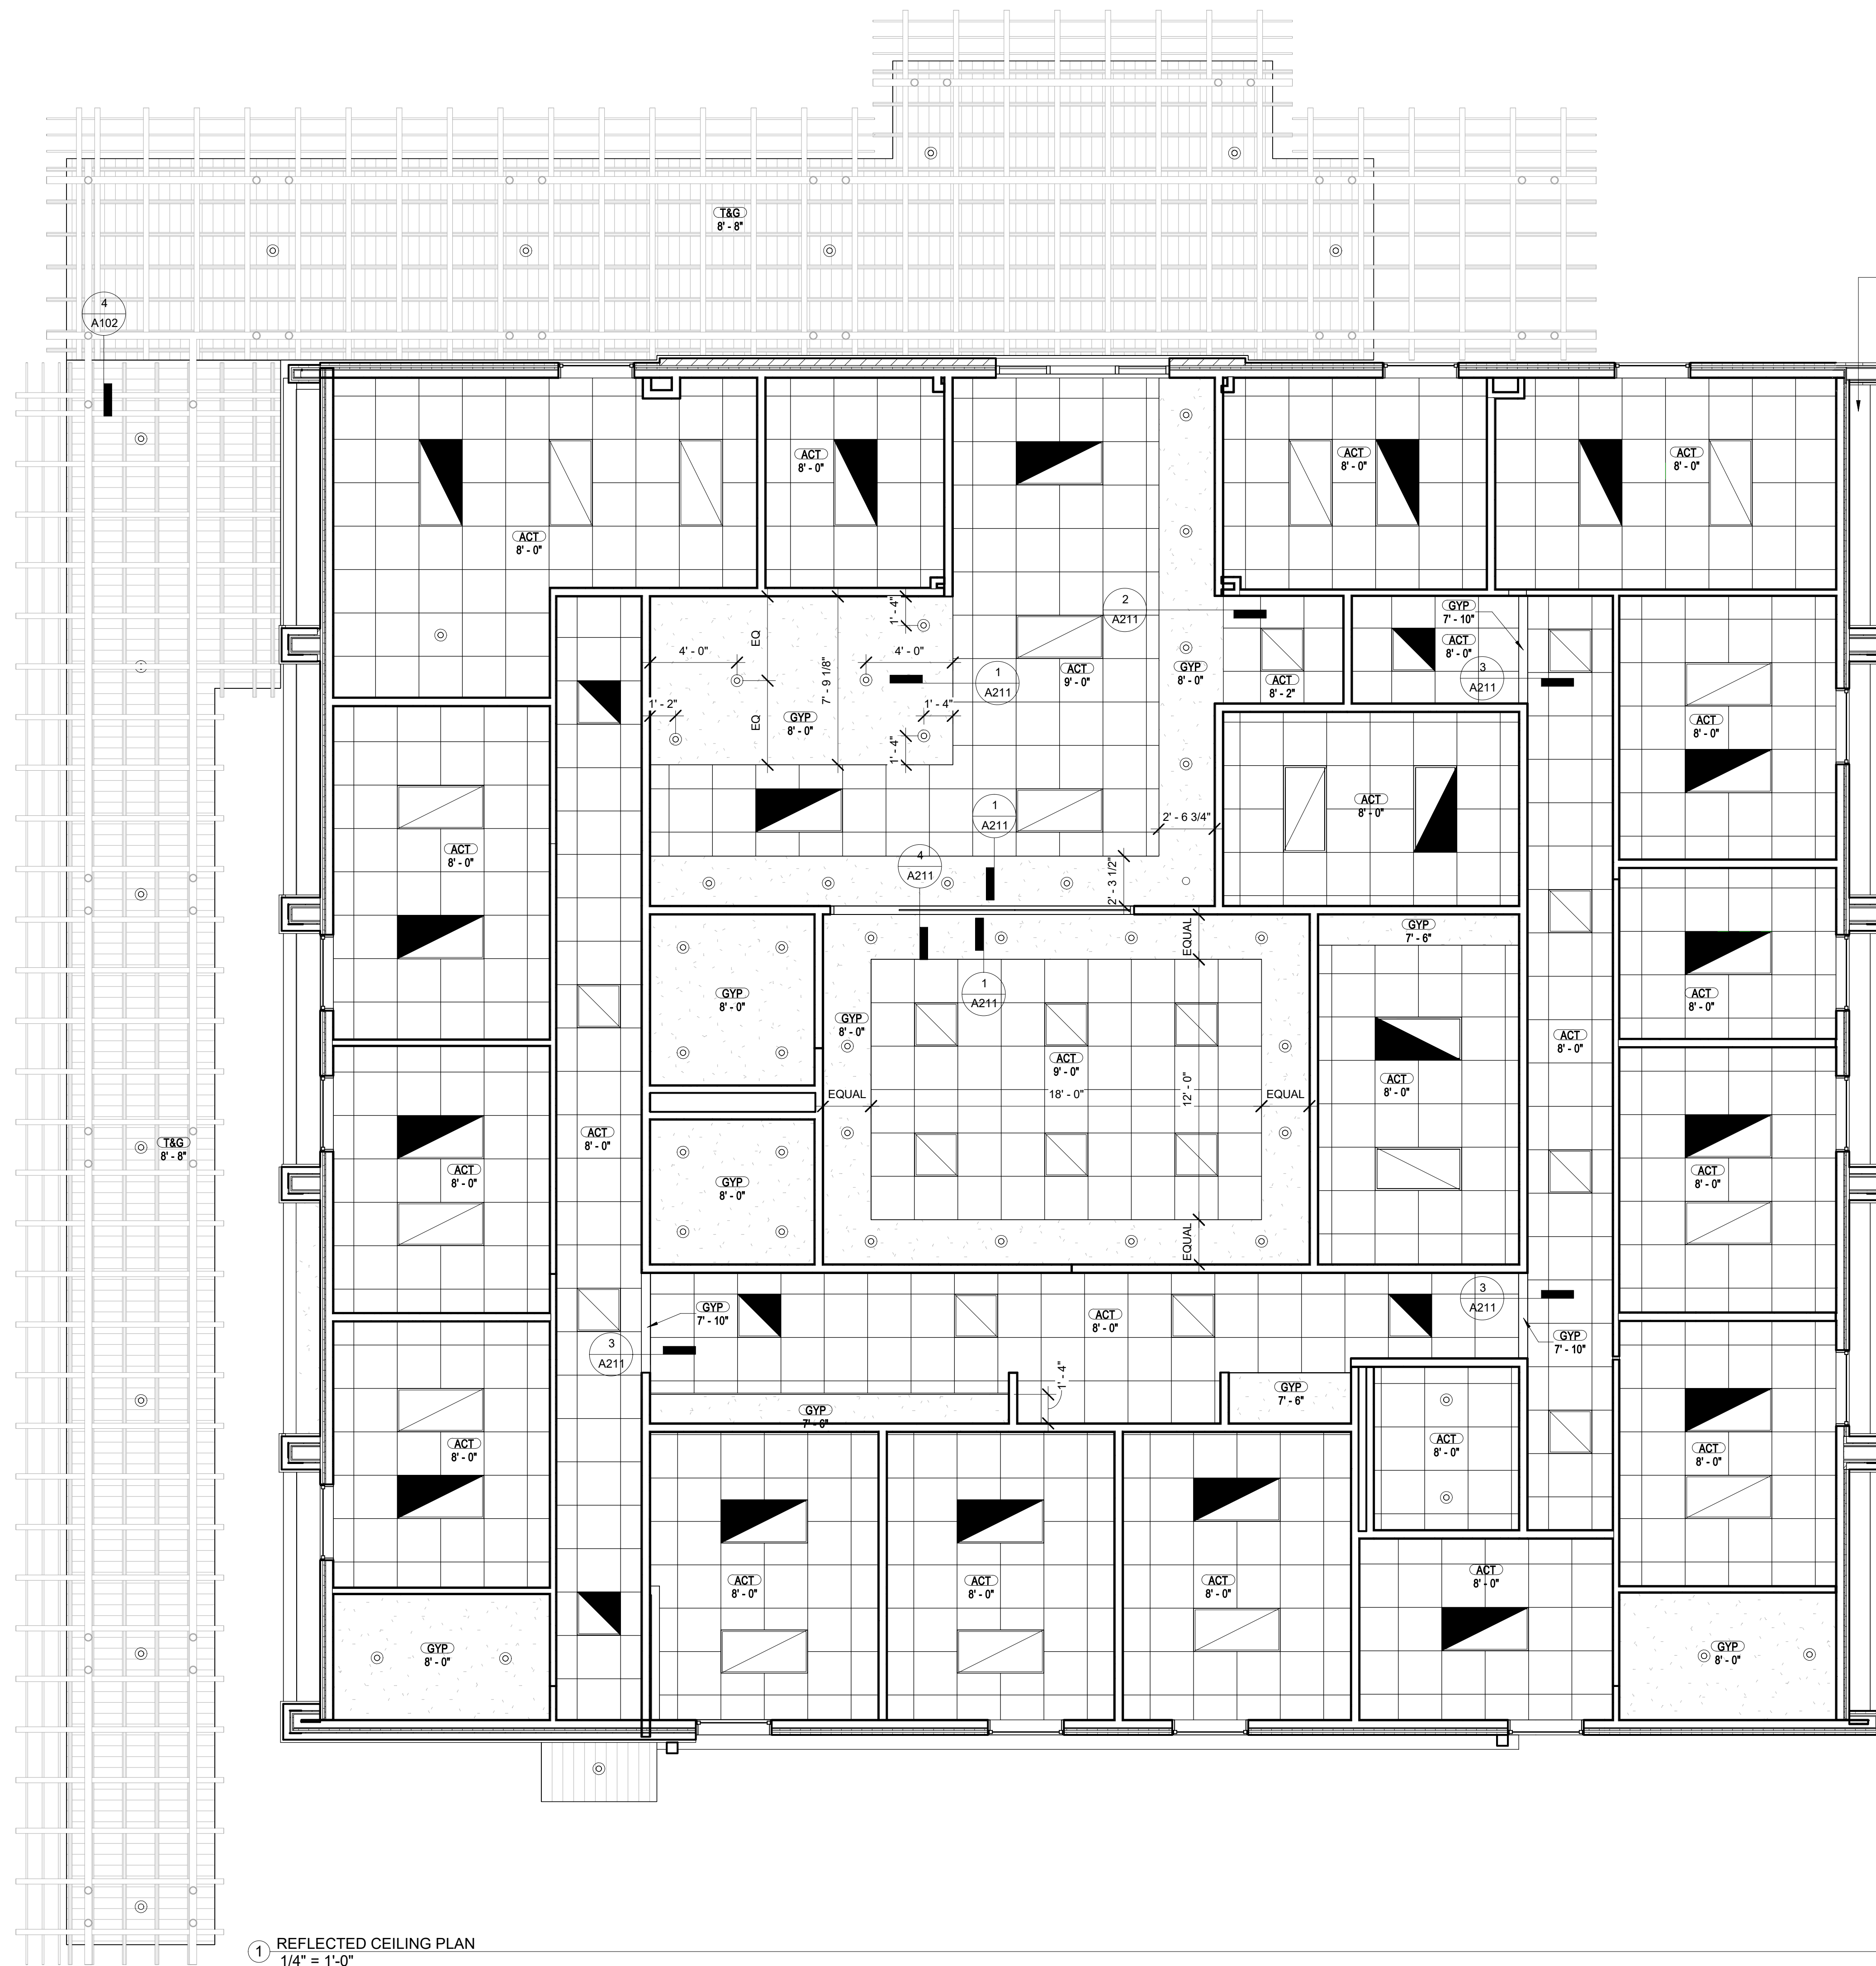 T&G
8' - 8"
4
A102
ACT
8' - 0"
ACT
8' - 0"
ACT
8' - 0"
ACT
8' - 0"
2
A211
GYP
7' - 10"
ACT
8' - 0"
3
A211
1' - 4"
EQ
7' - 9 1/8"
4' - 0"
4' - 0"
1
A211
ACT
9' - 0"
GYP
8' - 0"
ACT
8' - 2"
1' - 2"
1' - 4"
EQ
GYP
8' - 0"
1' - 4"
ACT
8' - 0"
ACT
8' - 0"
1
A211
2' - 6 3/4"
ACT
8' - 0"
4
A211
2' - 3 1/2"
EQUAL
GYP
7' - 6"
GYP
8' - 0"
1
A211
ACT
8' - 0"
GYP
8' - 0"
ACT
9' - 0"
18' - 0"
12' - 0"
EQUAL
EQUAL
ACT
8' - 0"
ACT
8' - 0"
T&G
8' - 8"
ACT
8' - 0"
ACT
8' - 0"
GYP
8' - 0"
ACT
8' - 0"
EQUAL
GYP
7' - 10"
ACT
8' - 0"
3
A211
GYP
7' - 10"
3
A211
1' - 4"
GYP
7' - 6"
GYP
7' - 6"
ACT
8' - 0"
ACT
8' - 0"
ACT
8' - 0"
ACT
8' - 0"
ACT
8' - 0"
ACT
8' - 0"
ACT
8' - 0"
GYP
8' - 0"
GYP
8' - 0"
1
REFLECTED CEILING PLAN
1/4" = 1'-0"